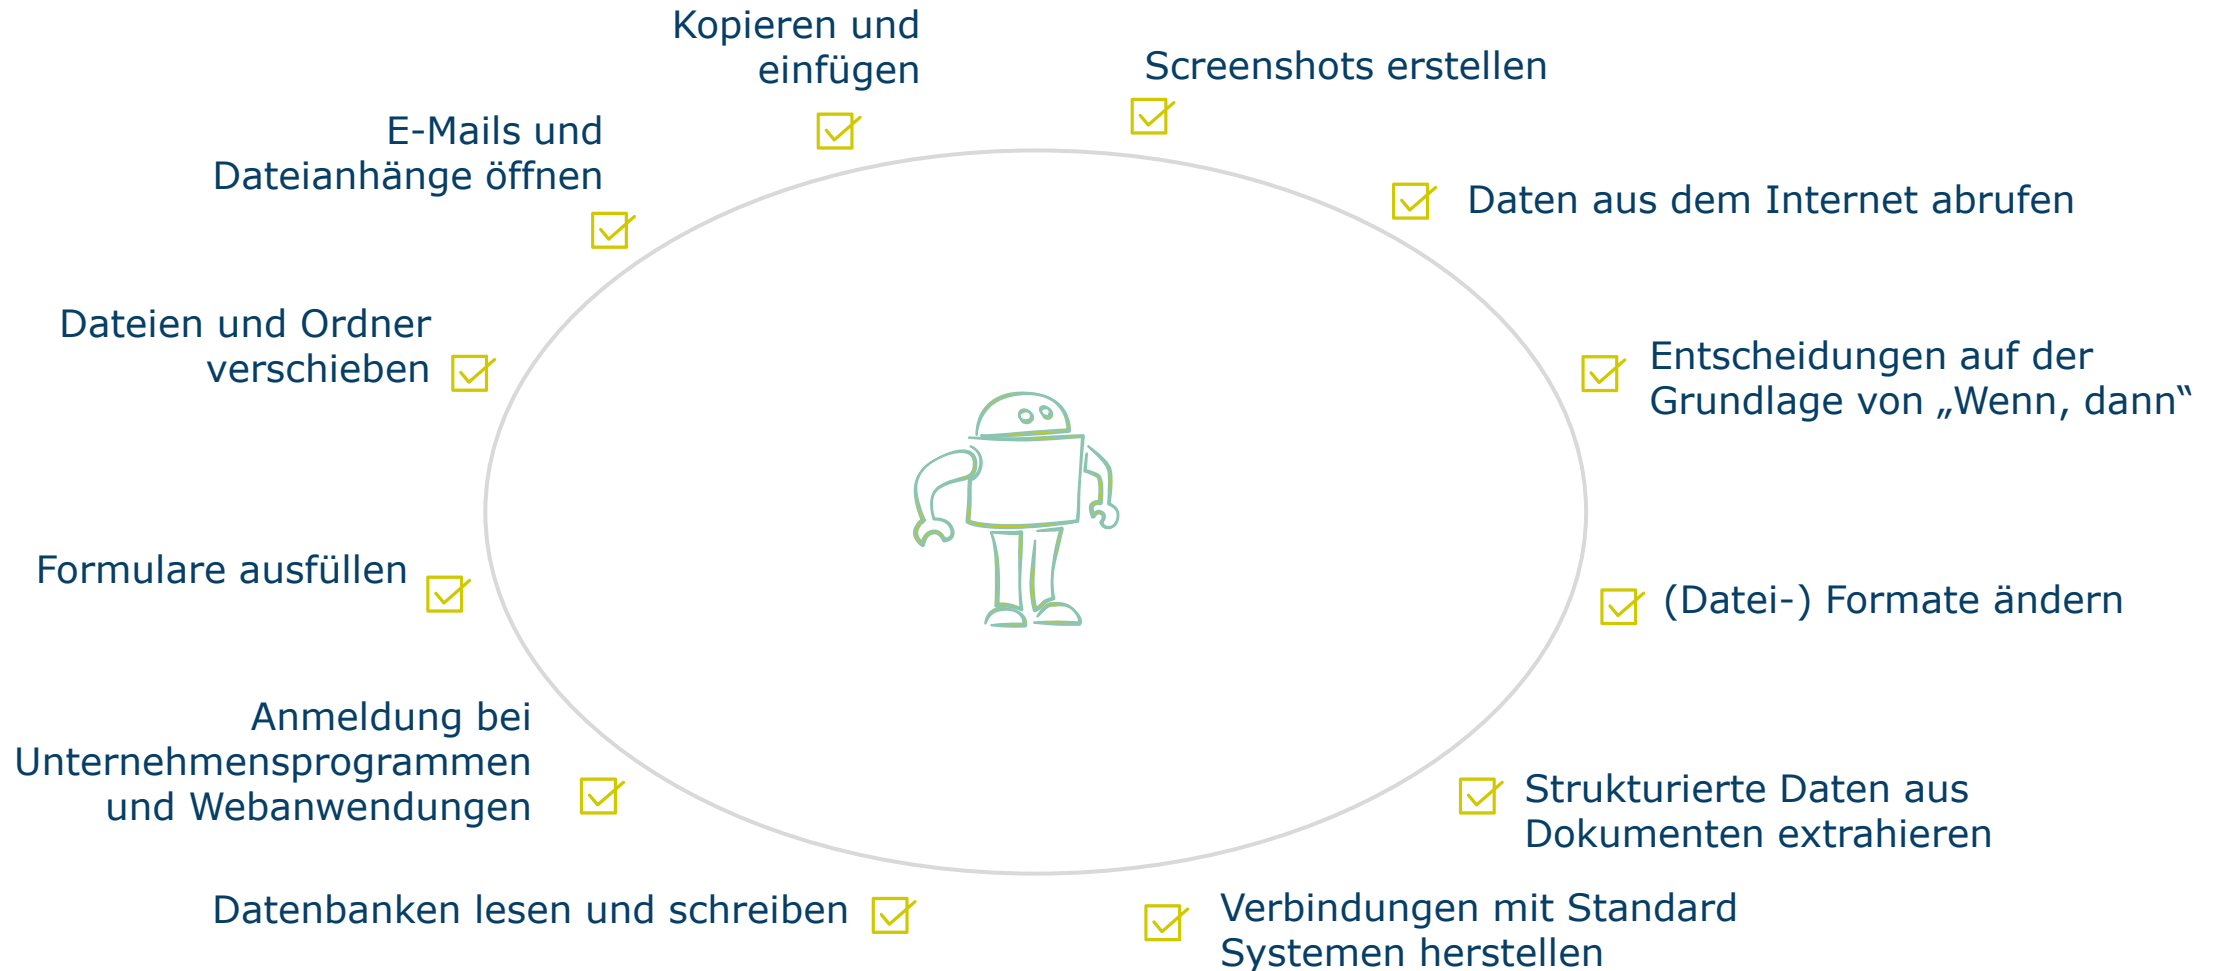 Kopieren und
einfügen
Screenshots erstellen
E-Mails und
Dateianhänge öffnen
Daten aus dem Internet abrufen
Dateien und Ordner
verschieben
Entscheidungen auf der
Grundlage von „Wenn, dann“
Formulare ausfüllen
(Datei-) Formate ändern
Anmeldung bei
Unternehmensprogrammen
und Webanwendungen
Strukturierte Daten aus
Dokumenten extrahieren
Datenbanken lesen und schreiben
Verbindungen mit Standard
Systemen herstellen